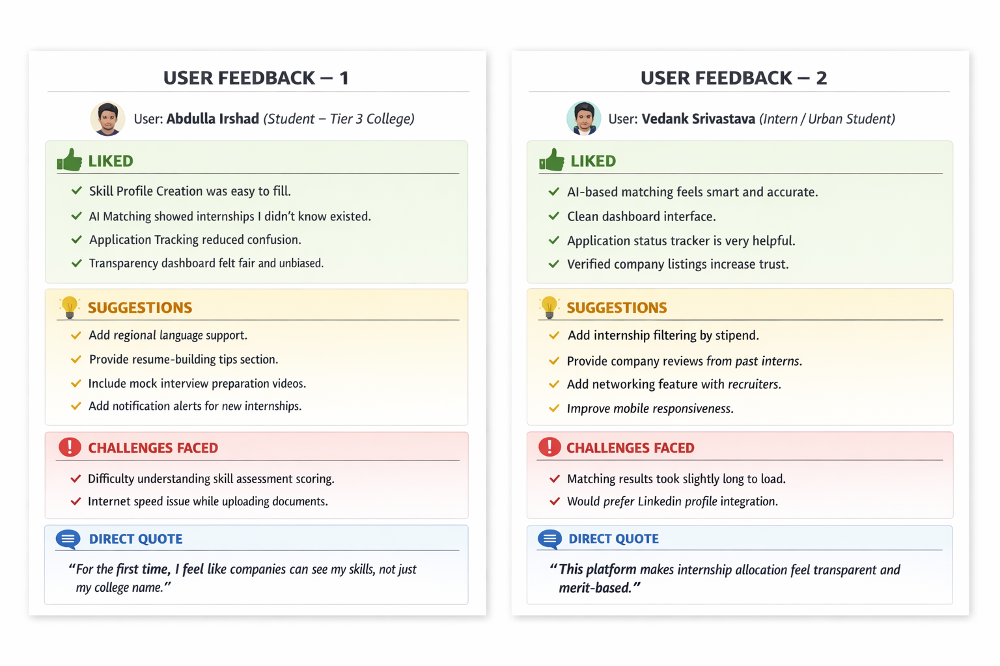 USER FEEDBACK – 1
User: Abdulla Irshad (Student – Tier 3 College)
LIKED
Skill Profile Creation was easy to fill.
AI Matching showed internships I didn't know existed.
Application Tracking reduced confusion.
Transparency dashboard felt fair and unbiased.
SUGGESTIONS
Add regional language support.
Provide resume-building tips section.
Include mock interview preparation videos.
Add notification alerts for new internships.
CHALLENGES FACED
Difficulty understanding skill assessment scoring.
Internet speed issue while uploading documents.
DIRECT QUOTE
“For the first time, I feel like companies can see my skills, not just
my college name.”
USER FEEDBACK – 2
User: Vedank Srivastava (Intern / Urban Student)
LIKED
AI-based matching feels smart and accurate.
Clean dashboard interface.
Application status tracker is very helpful.
Verified company listings increase trust.
SUGGESTIONS
Add internship filtering by stipend.
Provide company reviews from past interns.
Add networking feature with recruiters.
Improve mobile responsiveness.
CHALLENGES FACED
Matching results took slightly long to load.
Would prefer Linkedin profile integration.
DIRECT QUOTE
“This platform makes internship allocation feel transparent and
merit-based.”